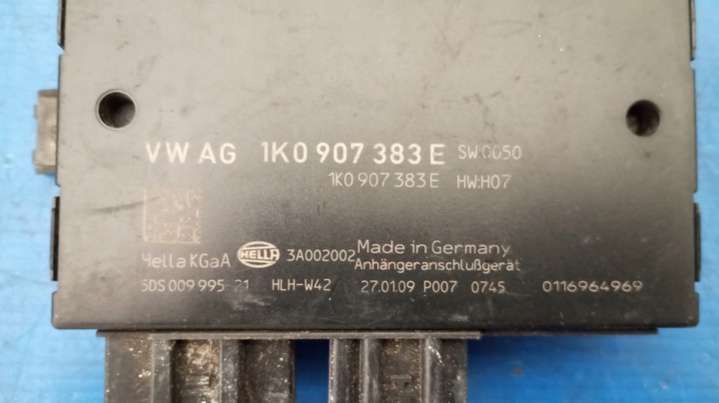 VW AG 1K0 907 383 E SW:0050
1K0 907 383 E HW:H07
Hella KGaA HELLA 3A002002 Made in Germany
Anhängeranschlußgerät
5DS 009 995-21 HLH-W42 27.01.09 P007 0745 0116964969